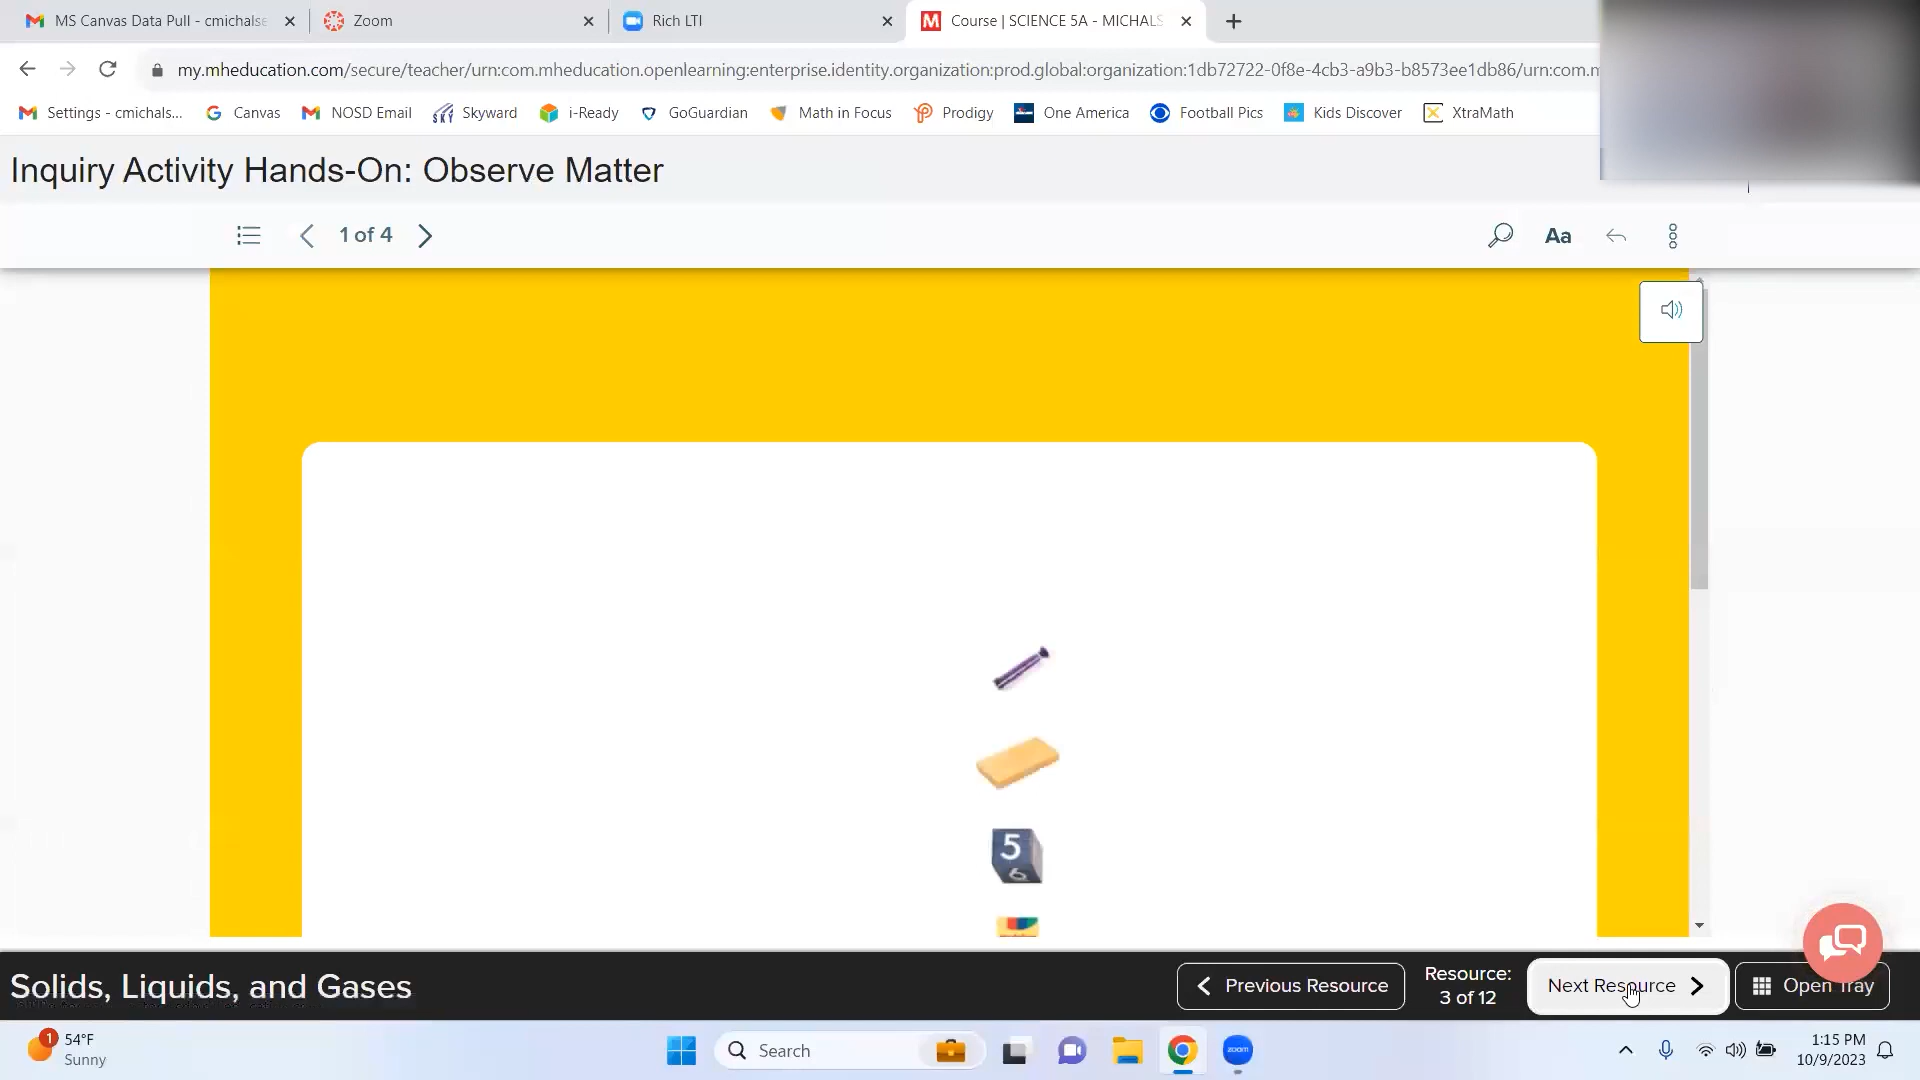 MS Canvas Data Pull - cmichalse
Zoom
Rich LTI
Course | SCIENCE 5A - MICHALS
my.mheducation.com/secure/teacher/urn:com.mheducation.openlearning:enterprise.identity.organization:prod.global:organization:1db72722-0f8e-4cb3-a9b3-b8573ee1db86/urn:com.m
Settings - cmichals...
Canvas
NOSD Email
Skyward
i-Ready
GoGuardian
Math in Focus
Prodigy
One America
Football Pics
Kids Discover
XtraMath
Inquiry Activity Hands-On: Observe Matter
1 of 4
Aa
5
6
Solids, Liquids, and Gases
Previous Resource
Resource:
3 of 12
Next Resource
Open Tray
1
54°F
Sunny
Search
zoom
1:15 PM
10/9/2023